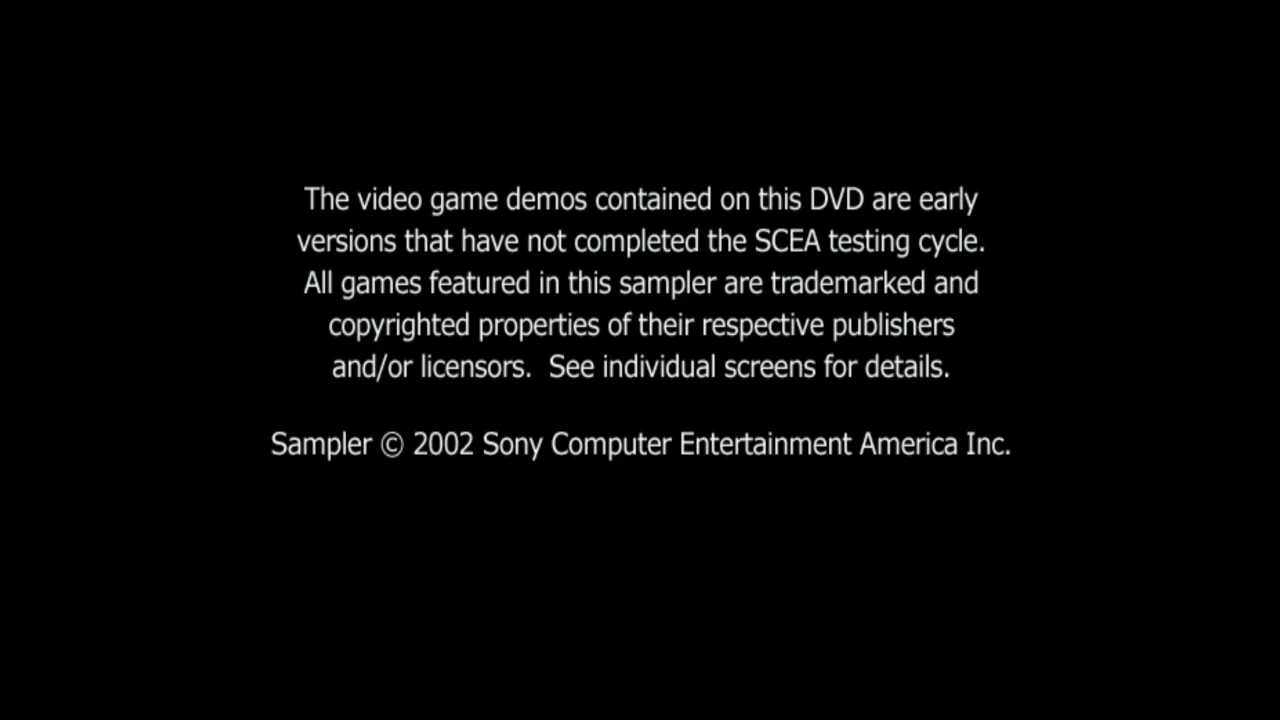 The video game demos contained on this DVD are early
versions that have not completed the SCEA testing cycle.
All games featured in this sampler are trademarked and
copyrighted properties of their respective publishers
and/or licensors.  See individual screens for details.
Sampler © 2002 Sony Computer Entertainment America Inc.